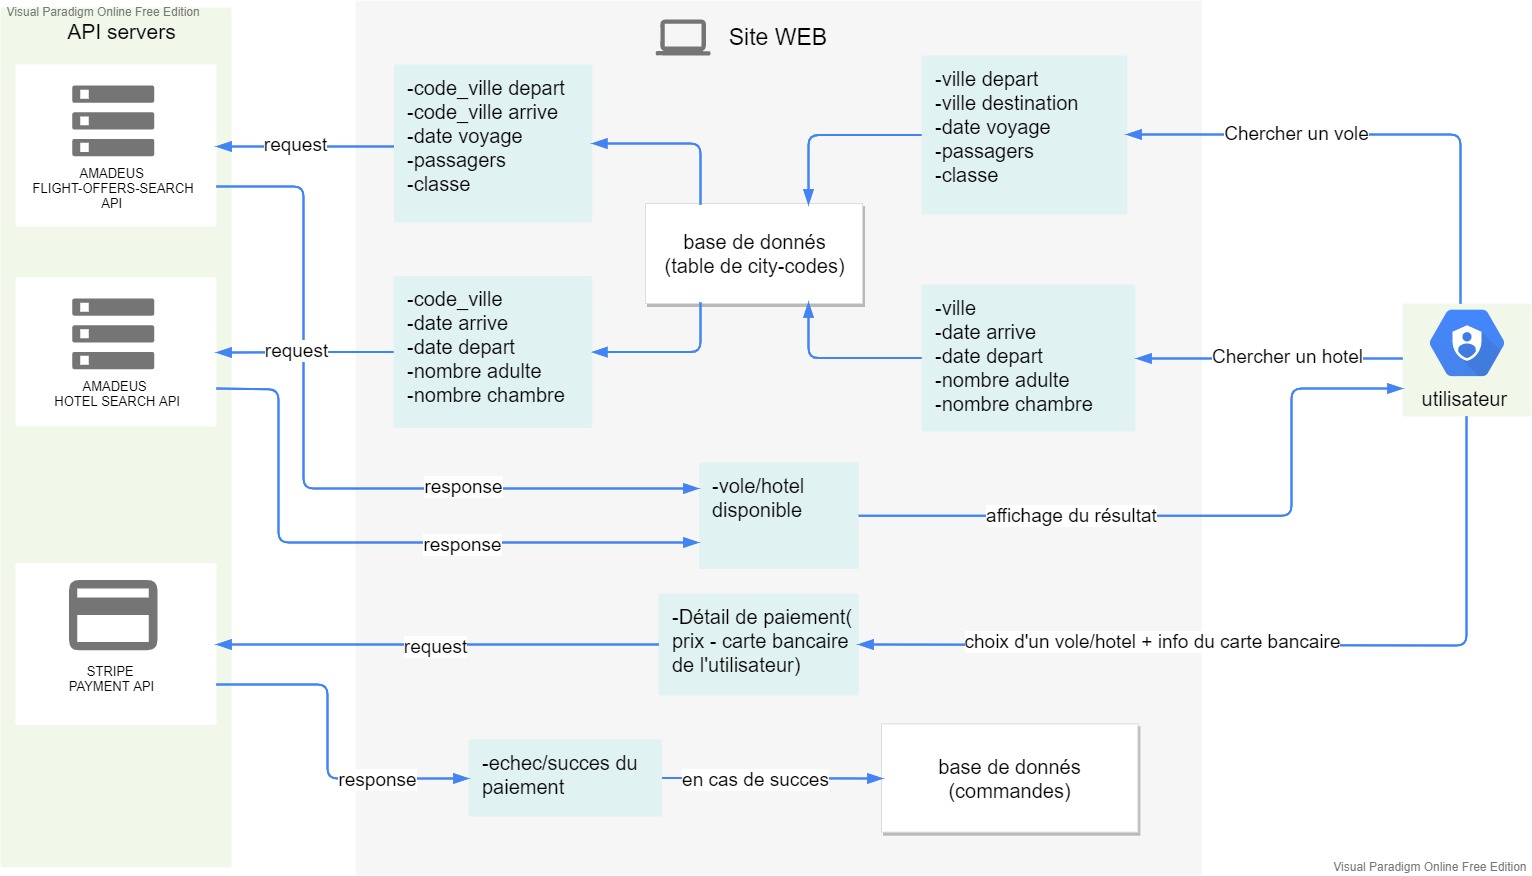 Visual Paradigm Online Free Edition
API servers
Site WEB
AMADEUS
FLIGHT-OFFERS-SEARCH
API
request
-code_ville depart
-code_ville arrive
-date voyage
-passagers
-classe
-ville depart
-ville destination
-date voyage
-passagers
-classe
Chercher un vole
base de donnés
(table de city-codes)
AMADEUS
HOTEL SEARCH API
request
-code_ville
-date arrive
-date depart
-nombre adulte
-nombre chambre
-ville
-date arrive
-date depart
-nombre adulte
-nombre chambre
Chercher un hotel
utilisateur
response
response
-vole/hotel
disponible
affichage du résultat
STRIPE
PAYMENT API
request
-Détail de paiement(
prix - carte bancaire
de l'utilisateur)
choix d'un vole/hotel + info du carte bancaire
response
-echec/succes du
paiement
en cas de succes
base de donnés
(commandes)
Visual Paradigm Online Free Edition